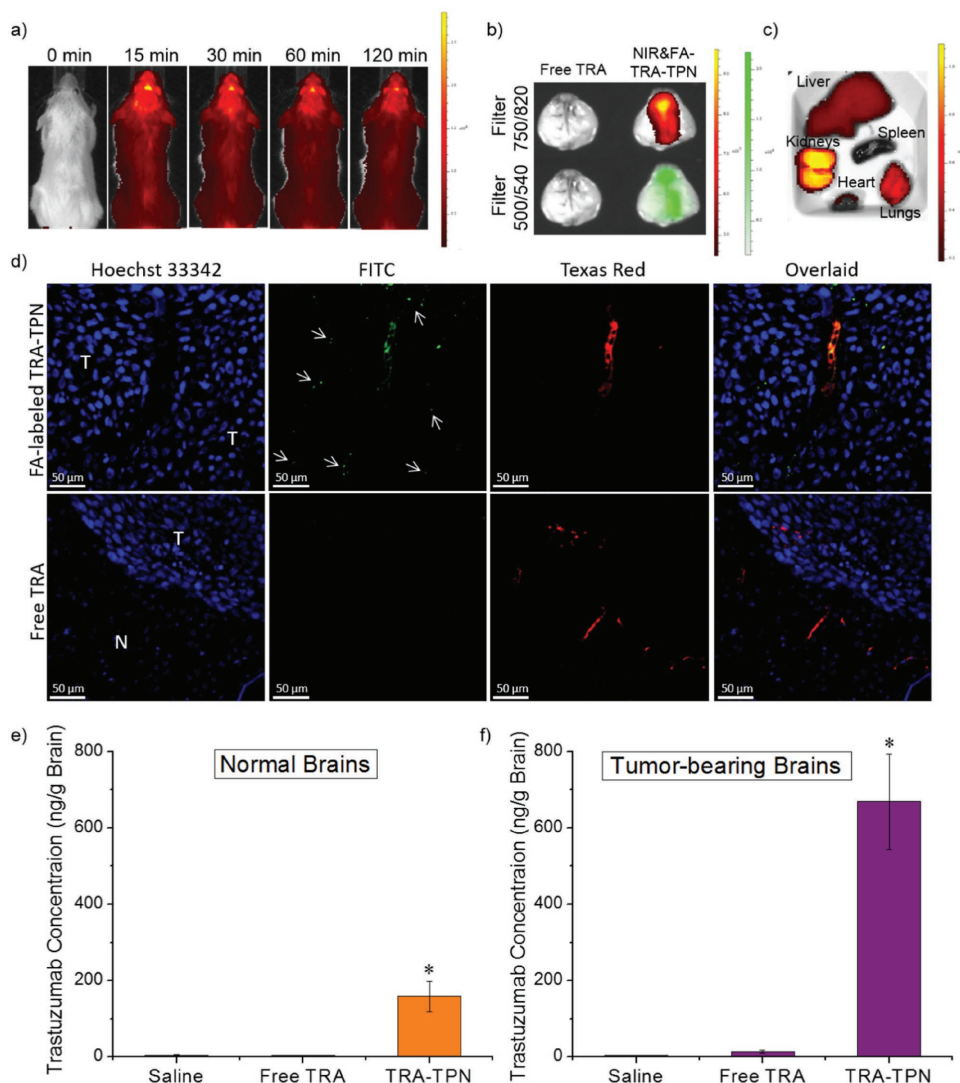 a)
0 min 15 min 30 min 60 min 120 min
b)
Free TRA
NIR&FA-
TRA-TPN
Filter
750/820
Filter
500/540
c)
Liver
Spleen
Kidneys
Heart
Lungs
d)
Hoechst 33342 FITC Texas Red Overlaid
FA-labeled TRA-TPN
T
T
50 µm 50 µm 50 µm 50 µm
Free TRA
T
N
50 µm 50 µm 50 µm 50 µm
e)
Normal Brains
Trastuzumab Concentraion (ng/g Brain)
800
600
400
200
0
*
Saline Free TRA TRA-TPN
f)
Tumor-bearing Brains
Trastuzumab Concentraion (ng/g Brain)
800
600
400
200
0
*
Saline Free TRA TRA-TPN